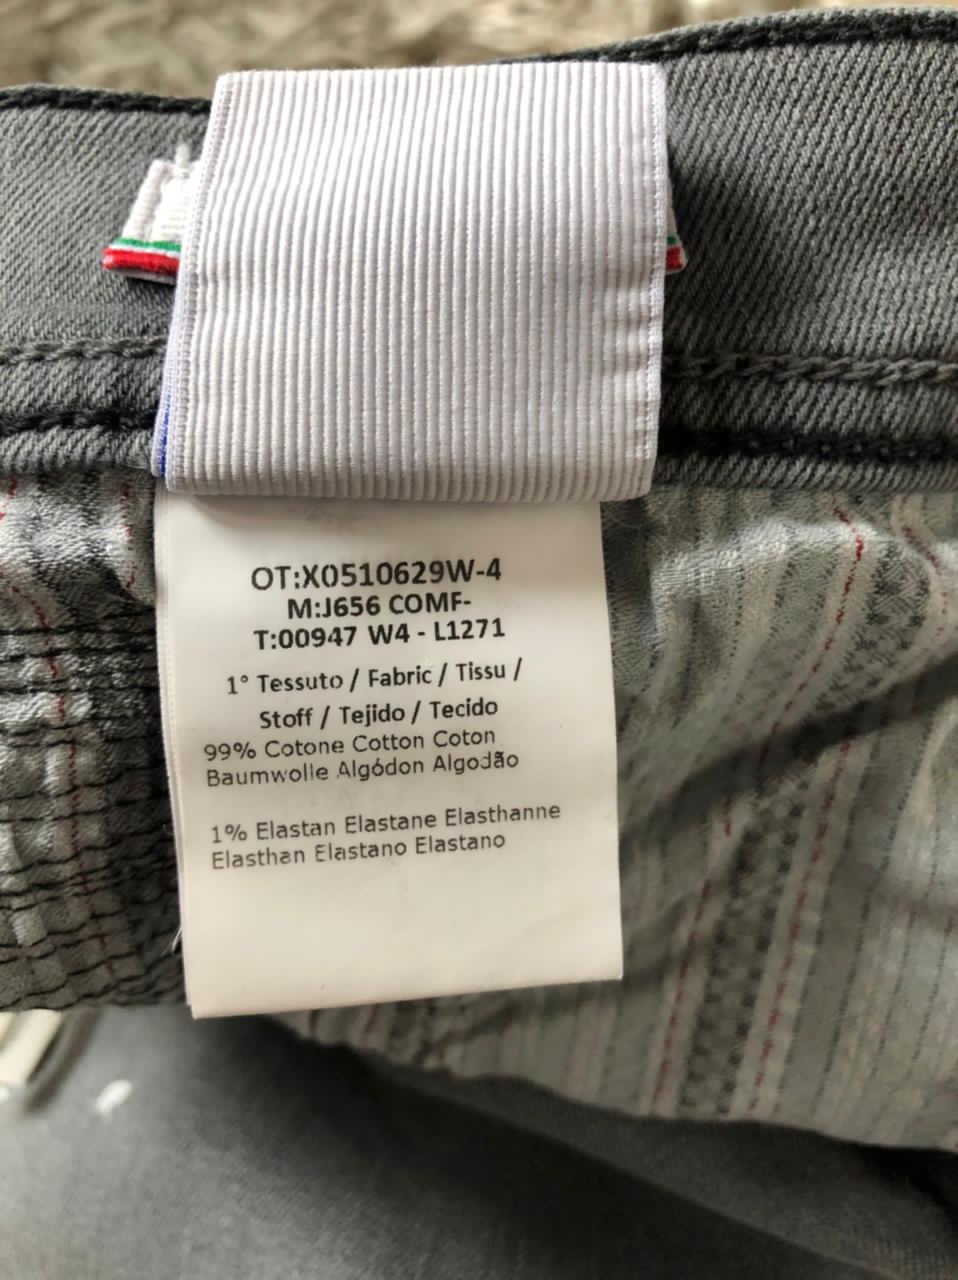 OT:X0510629W-4
M:J656 COMF-
T:00947 W4 - L1271
1° Tessuto / Fabric / Tissu /
Stoff / Tejido / Tecido
99% Cotone Cotton Coton
Baumwolle Algódon Algodão
1% Elastan Elastane Elasthanne
Elasthan Elastano Elastano